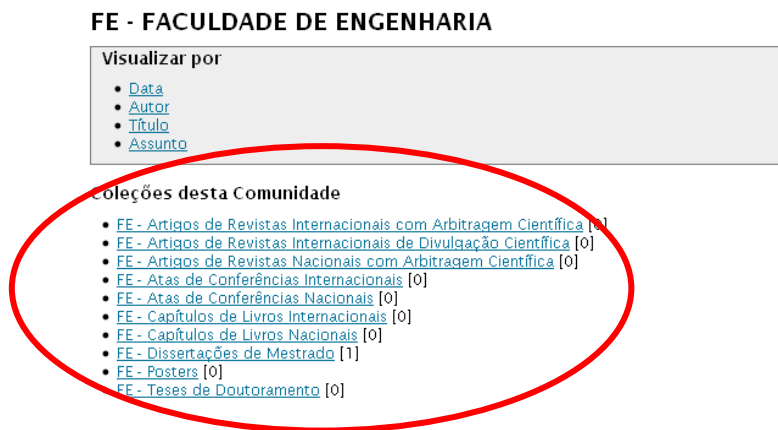 FE - FACULDADE DE ENGENHARIA
Visualizar por
Data
Autor
Título
Assunto
Coleções desta Comunidade
FE - Artigos de Revistas Internacionais com Arbitragem Científica [0]
FE - Artigos de Revistas Internacionais de Divulgação Científica [0]
FE - Artigos de Revistas Nacionais com Arbitragem Científica [0]
FE - Atas de Conferências Internacionais [0]
FE - Atas de Conferências Nacionais [0]
FE - Capítulos de Livros Internacionais [0]
FE - Capítulos de Livros Nacionais [0]
FE - Dissertações de Mestrado [1]
FE - Posters [0]
FE - Teses de Doutoramento [0]